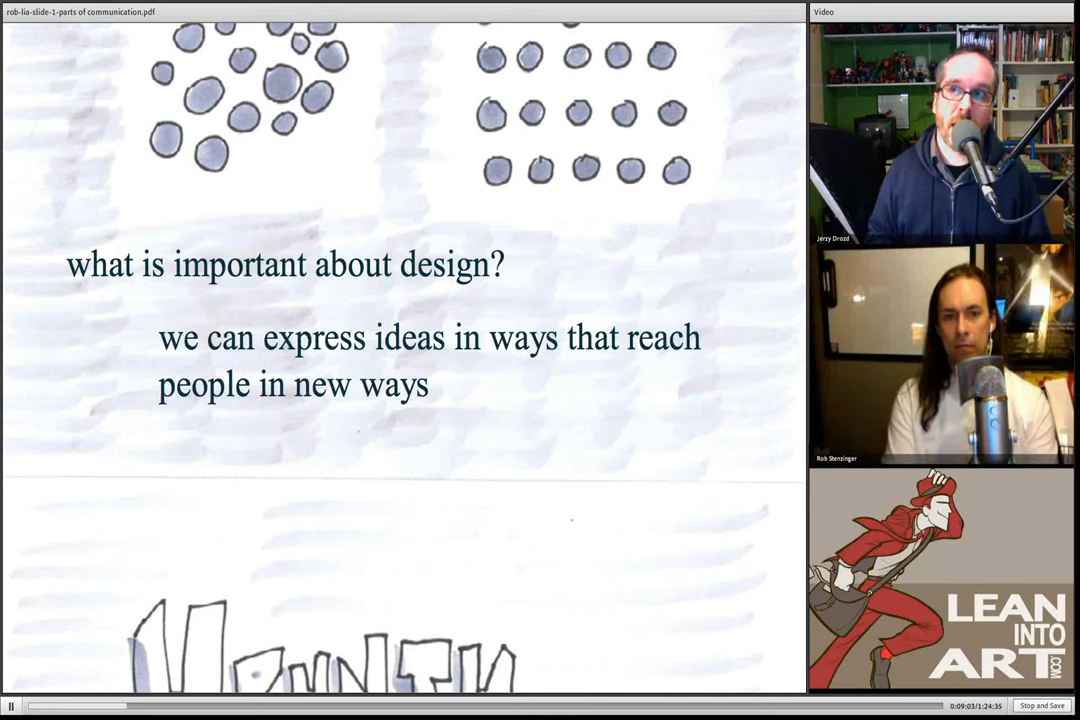 rob-lia-slide-1-parts of communication.pdf
Video
what is important about design?
we can express ideas in ways that reach
people in new ways
Jerzy Drozd
Rob Stenzinger
LEAN
INTO
ART
.COM
0:09:03/1:24:35
Stop and Save